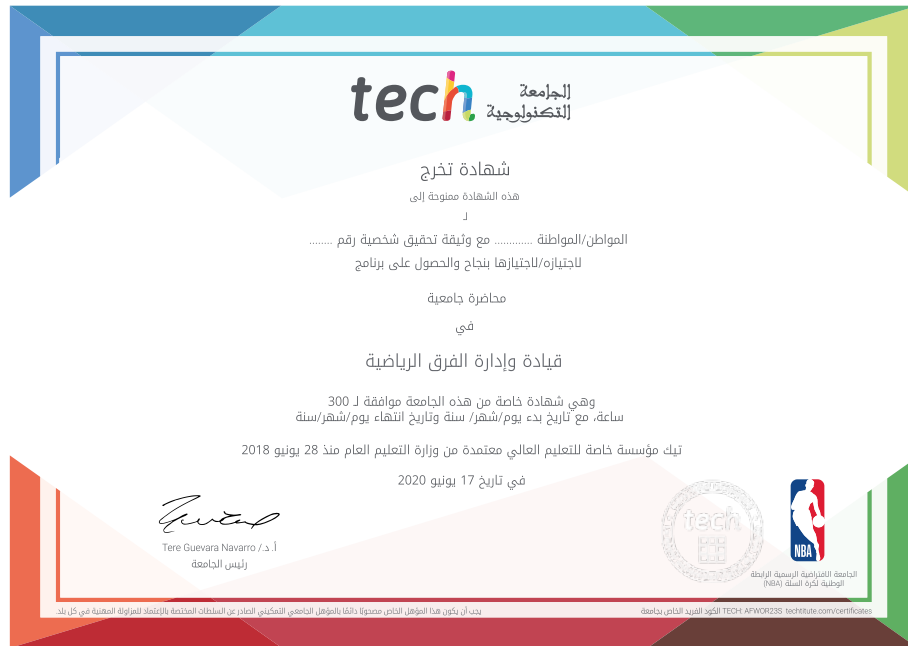 tech الجامعة
التكنولوجية
شهادة تخرج
هذه الشهادة ممنوحة إلى
لـ
المواطن/المواطنة ............. مع وثيقة تحقيق شخصية رقم ........
لاجتيازه/لاجتيازها بنجاح والحصول على برنامج
محاضرة جامعية
في
قيادة وإدارة الفرق الرياضية
وهي شهادة خاصة من هذه الجامعة موافقة لـ 300
ساعة، مع تاريخ بدء يوم/شهر/ سنة وتاريخ انتهاء يوم/شهر/سنة
تيك مؤسسة خاصة للتعليم العالي معتمدة من وزارة التعليم العام منذ 28 يونيو 2018
في تاريخ 17 يونيو 2020
أ. د./ Tere Guevara Navarro
رئيس الجامعة
tech
NBA
الجامعة الافتراضية الرسمية الرابطة
الوطنية لكرة السلة (NBA)
يجب أن يكون هذا المؤهل الخاص مصحوبًا دائمًا بالمؤهل الجامعي التمكيني الصادر عن السلطات المختصة بالإعتماد للمزاولة المهنية في كل بلد.
الكود الفريد الخاص بجامعة TECH: AFWOR23S techtitute.com/certificates